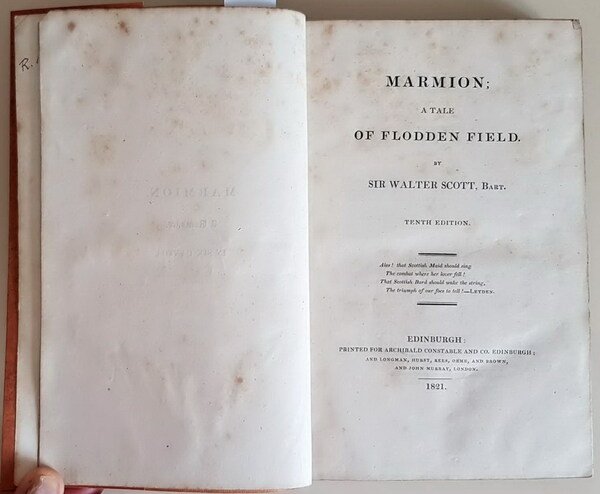 R.
MARMION
MARMION;
A TALE
OF FLODDEN FIELD.
BY
SIR WALTER SCOTT, BART.
TENTH EDITION.
Alas! that Scottish Maid should sing
The combat where her lover fell!
That Scottish Bard should wake the string,
The triumph of our foes to tell!—LEYDEN.
EDINBURGH:
PRINTED FOR ARCHIBALD CONSTABLE AND CO. EDINBURGH;
AND LONGMAN, HURST, REES, ORME, AND BROWN,
AND JOHN MURRAY, LONDON.
1821.